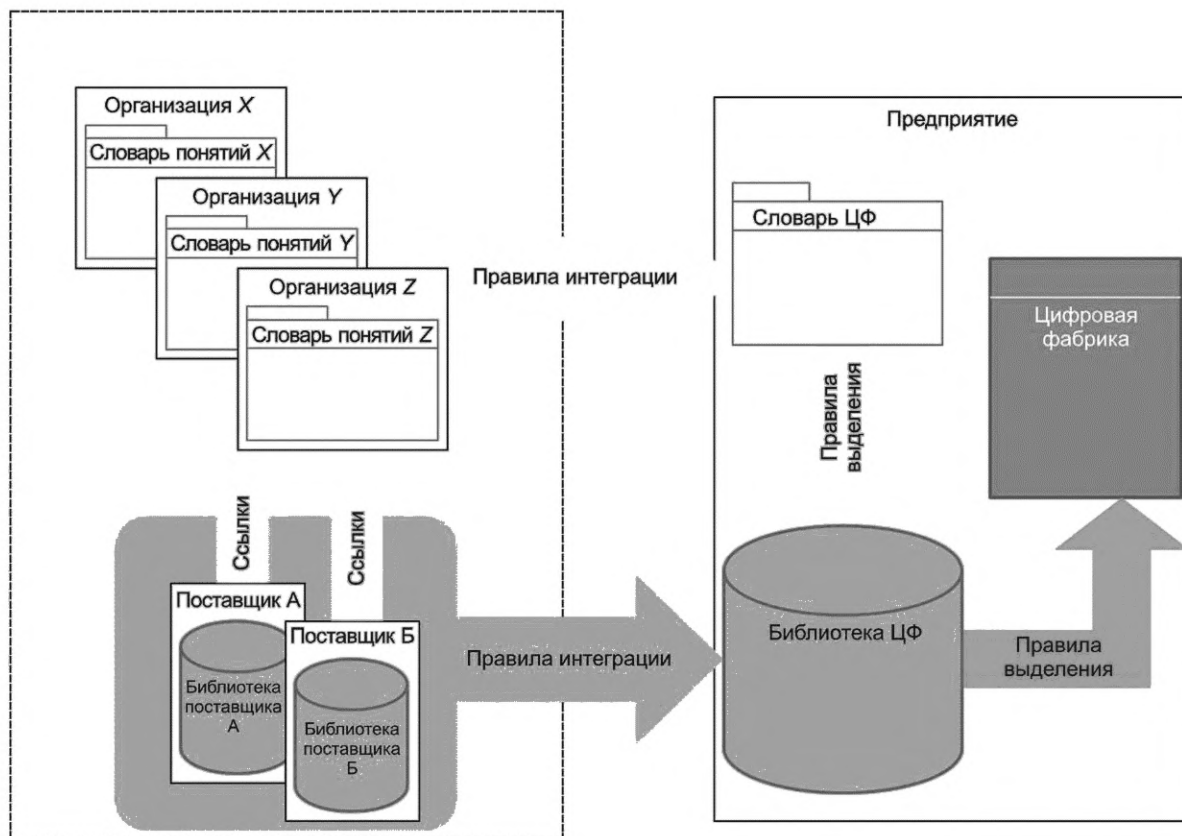 Организация X
Словарь понятий X
Организация Y
Словарь понятий Y
Организация Z
Словарь понятий Z
Ссылки
Ссылки
Поставщик А
Библиотека
поставщика
А
Поставщик Б
Библиотека
поставщика
Б
Правила интеграции
Правила интеграции
Предприятие
Словарь ЦФ
Правила
выделения
Цифровая
фабрика
Библиотека ЦФ
Правила
выделения